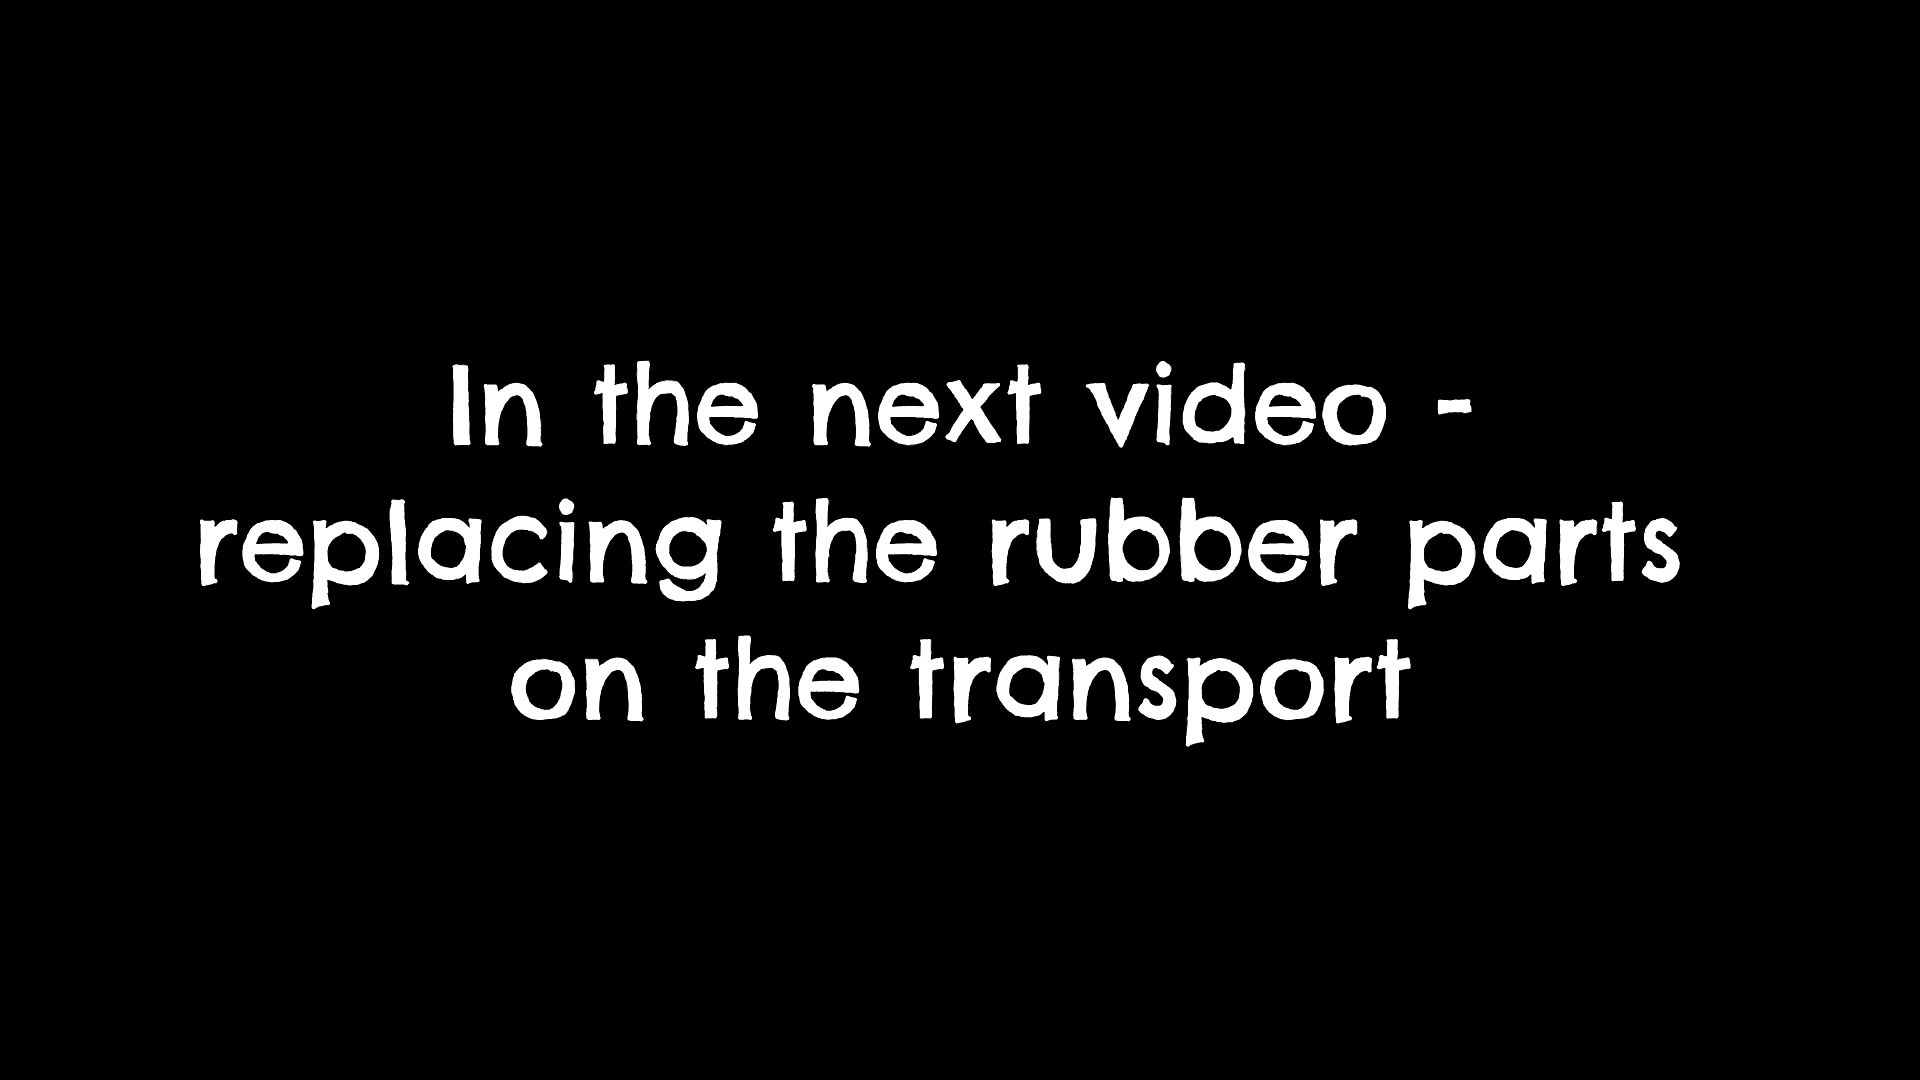 In the next video -
replacing the rubber parts
on the transport